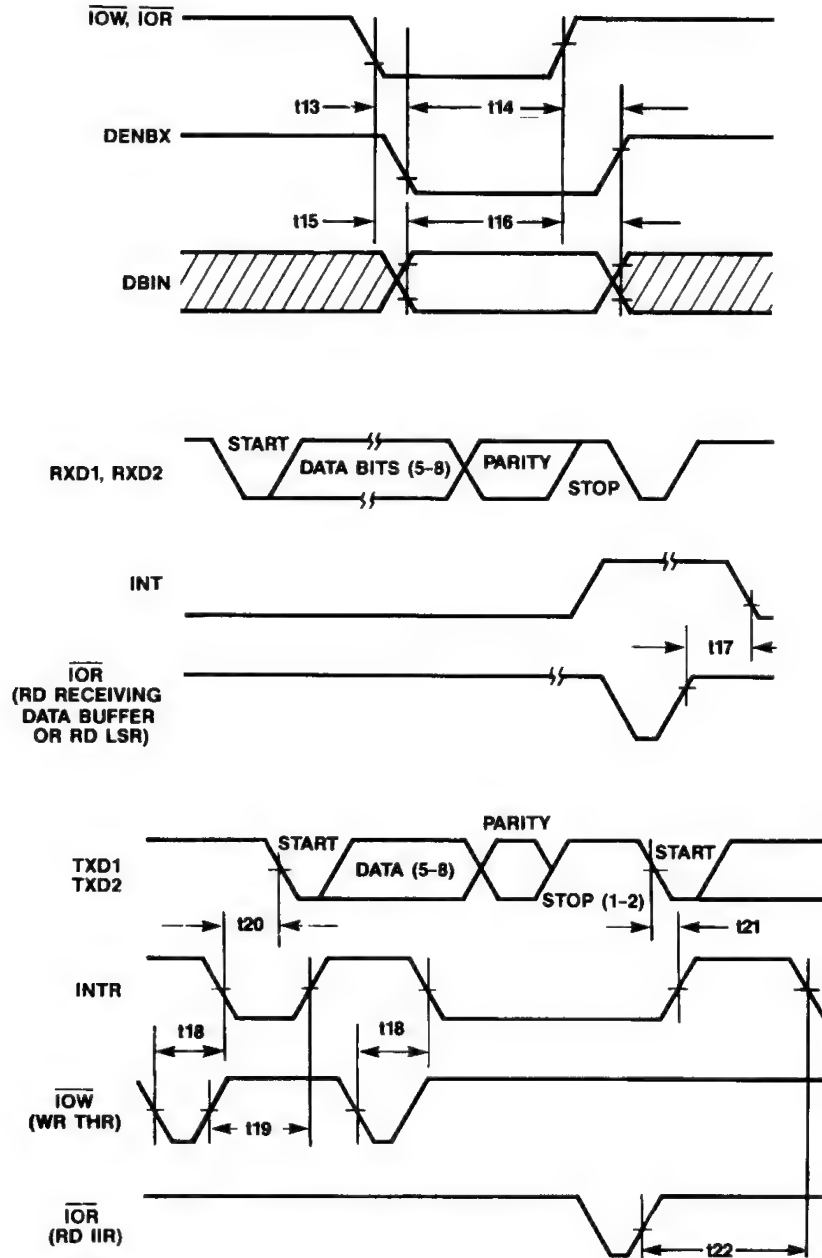 IOW, IOR
t13 t14
DENBX
t15 t16
DBIN
START
RXD1, RXD2 DATA BITS (5-8) PARITY
STOP
INT
t17
IOR
(RD RECEIVING
DATA BUFFER
OR RD LSR)
PARITY
START START
TXD1 DATA (5-8)
TXD2 STOP (1-2)
t20 t21
INTR
t18 t18
IOW
(WR THR) t19
IOR
(RD IIR) t22